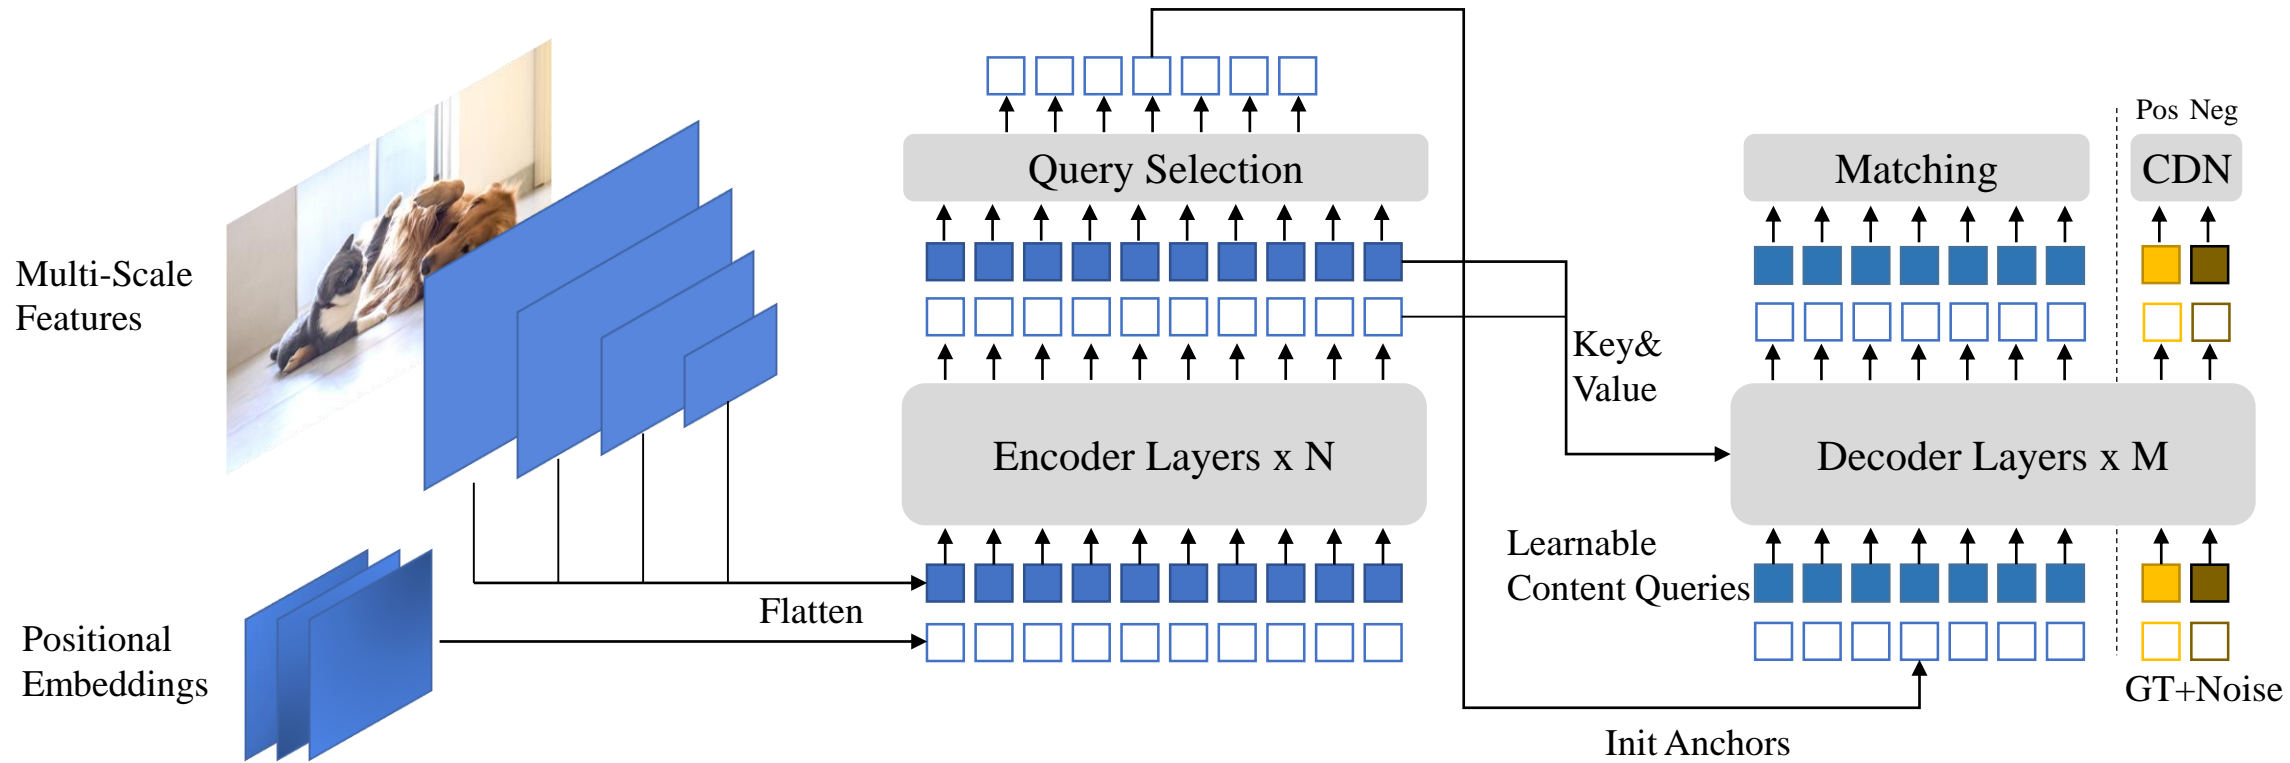 Multi-Scale
Features
Positional
Embeddings
Flatten
Query Selection
Encoder Layers x N
Key&
Value
Learnable
Content Queries
Init Anchors
Pos Neg
Matching
CDN
Decoder Layers x M
GT+Noise